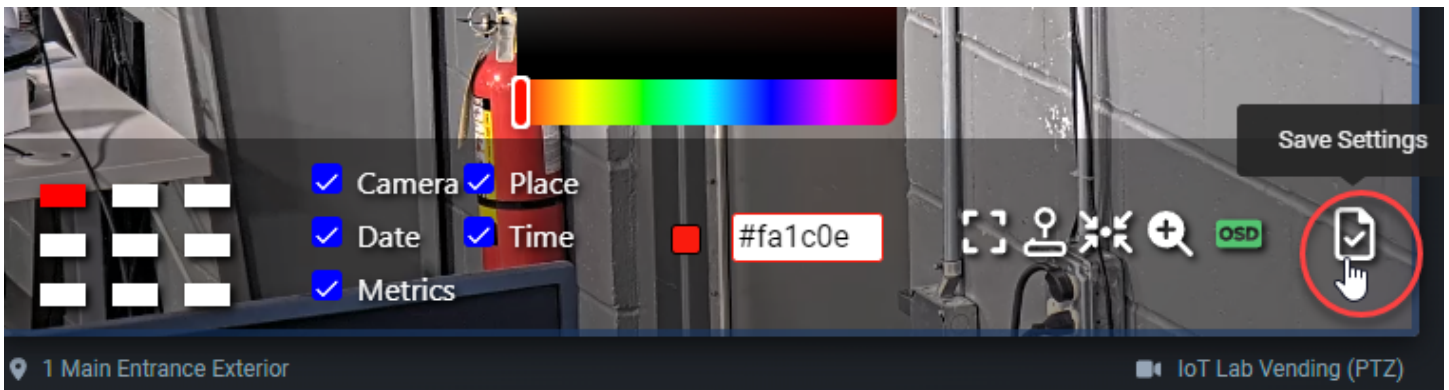 Save Settings
Camera Place
Date Time
Metrics
#fa1c0e
OSD
1 Main Entrance Exterior
IoT Lab Vending (PTZ)